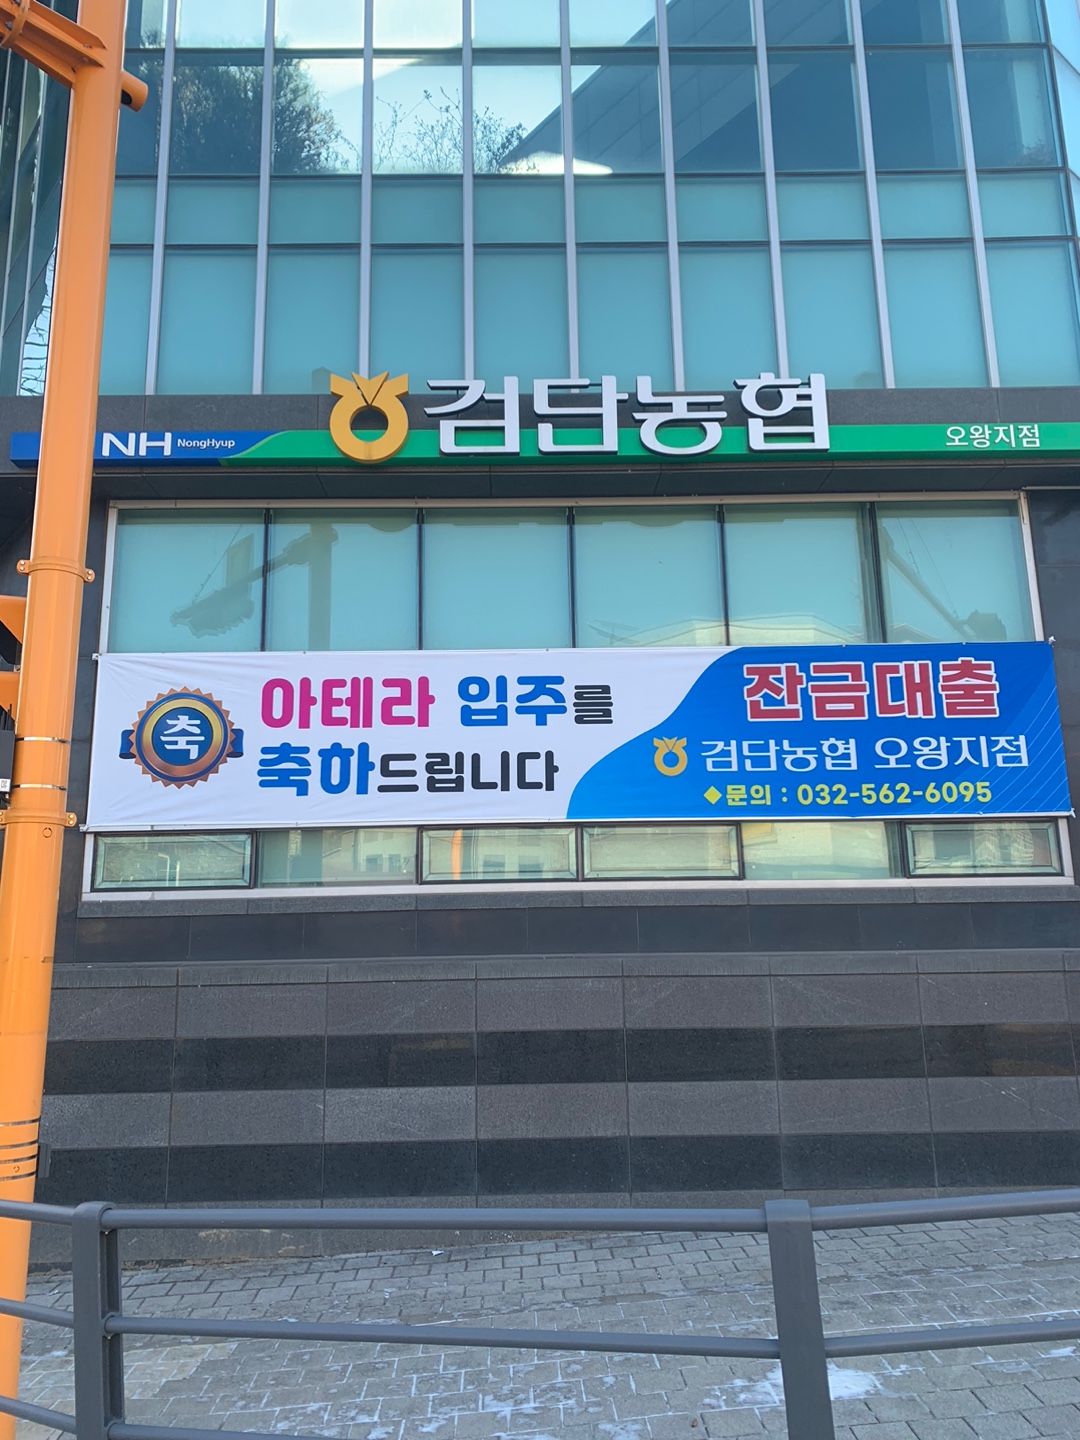 NH NongHyup 검단농협 오왕지점
축
아테라 입주를
축하드립니다
잔금대출
검단농협 오왕지점
◆문의 : 032-562-6095